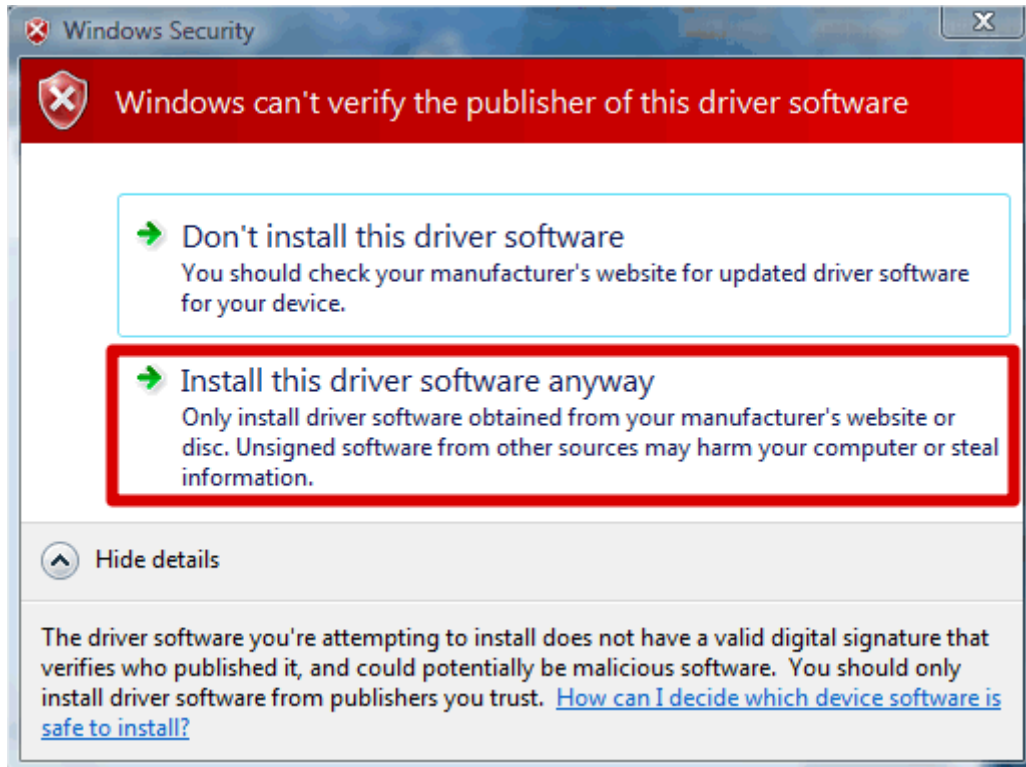 Windows Security
Windows can't verify the publisher of this driver software
Don't install this driver software
You should check your manufacturer's website for updated driver software
for your device.
Install this driver software anyway
Only install driver software obtained from your manufacturer's website or
disc. Unsigned software from other sources may harm your computer or steal
information.
Hide details
The driver software you're attempting to install does not have a valid digital signature that
verifies who published it, and could potentially be malicious software.  You should only
install driver software from publishers you trust.  How can I decide which device software is
safe to install?